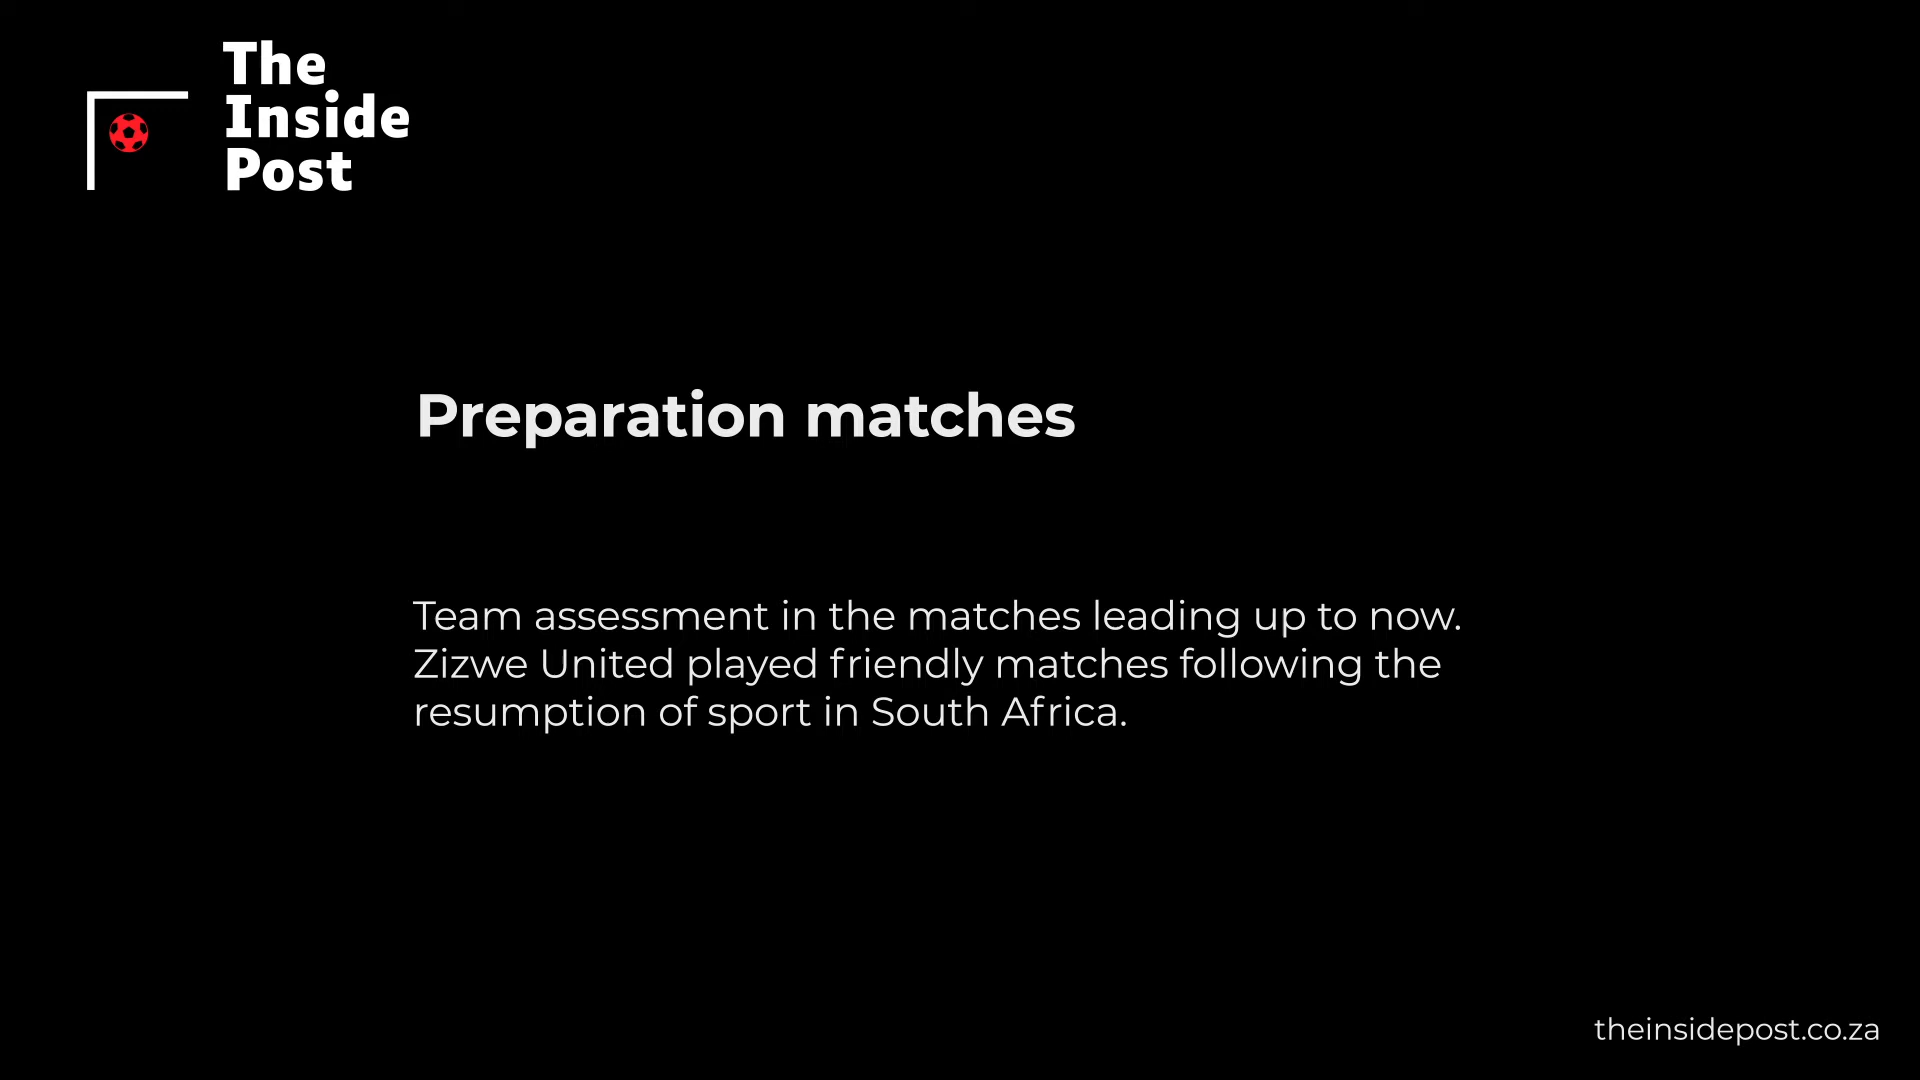 The
Inside
Post
Preparation matches
Team assessment in the matches leading up to now.
Zizwe United played friendly matches following the
resumption of sport in South Africa.
theinsidepost.co.za